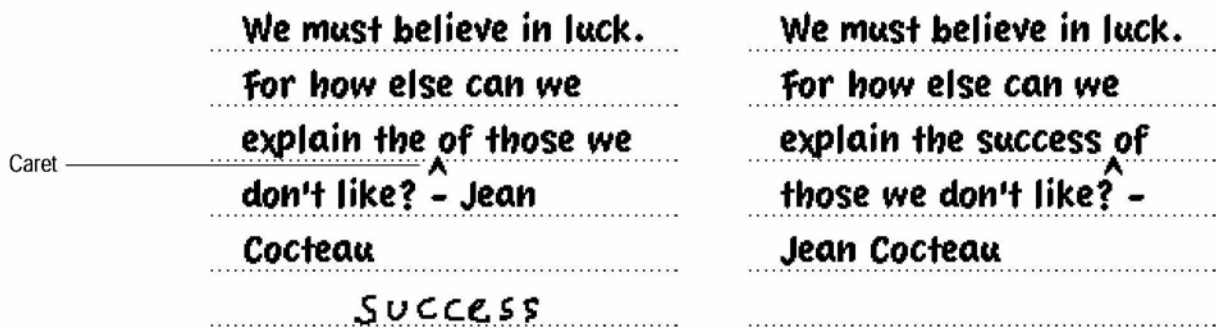 We must believe in luck.
For how else can we
explain the of those we
don't like? – Jean
Cocteau
success
Caret
We must believe in luck.
For how else can we
explain the success of
those we don't like? –
Jean Cocteau